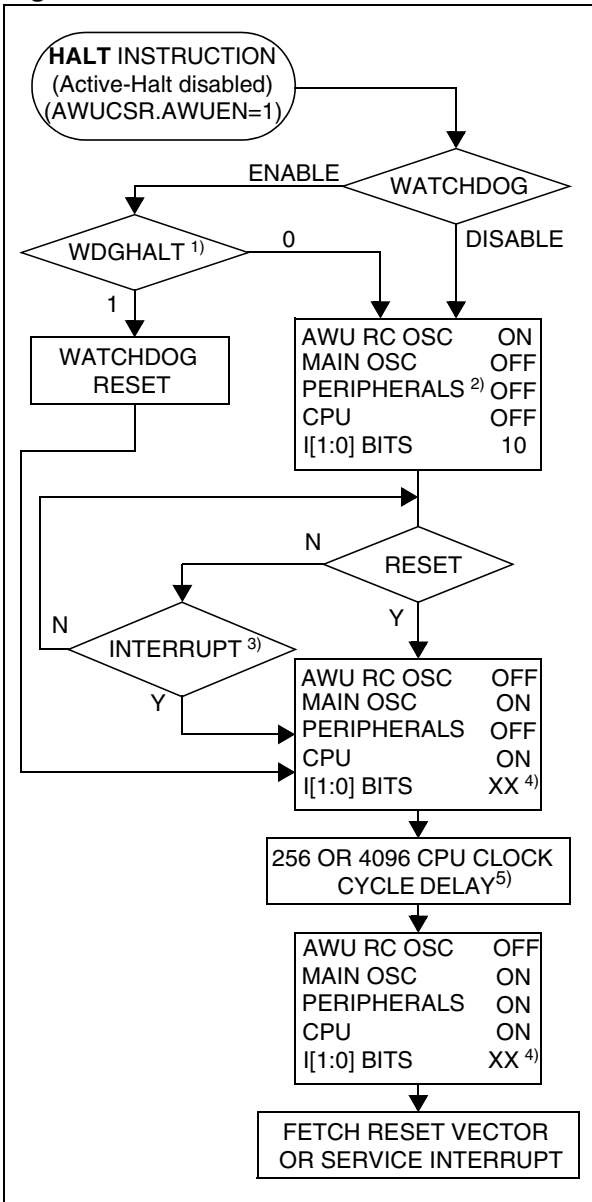 HALT INSTRUCTION
(Active-Halt disabled)
(AWUCSR.AWUEN=1)
ENABLE
WATCHDOG
WDGHALT 1)
0
DISABLE
1
WATCHDOG
RESET
AWU RC OSC ON
MAIN OSC OFF
PERIPHERALS 2) OFF
CPU OFF
I[1:0] BITS 10
N
RESET
N
INTERRUPT 3)
Y
Y
AWU RC OSC OFF
MAIN OSC ON
PERIPHERALS OFF
CPU ON
I[1:0] BITS XX 4)
256 OR 4096 CPU CLOCK
CYCLE DELAY5)
AWU RC OSC OFF
MAIN OSC ON
PERIPHERALS ON
CPU ON
I[1:0] BITS XX 4)
FETCH RESET VECTOR
OR SERVICE INTERRUPT